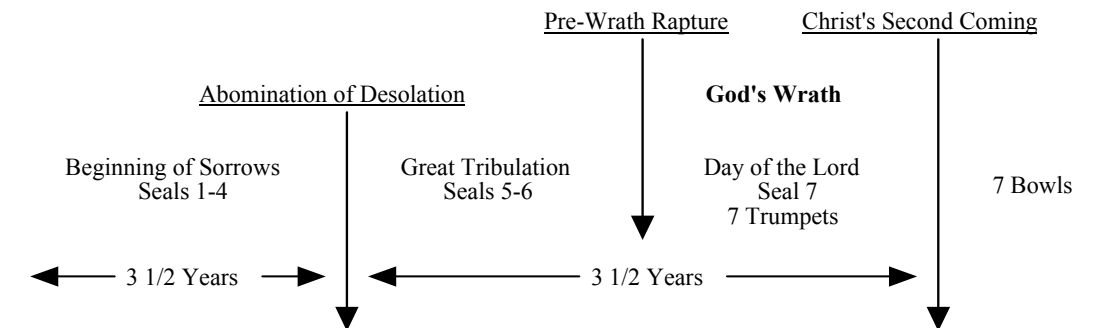 Pre-Wrath Rapture
Christ's Second Coming
Abomination of Desolation
God's Wrath
Beginning of Sorrows
Seals 1-4
Great Tribulation
Seals 5-6
Day of the Lord
Seal 7
7 Trumpets
7 Bowls
3 1/2 Years
3 1/2 Years